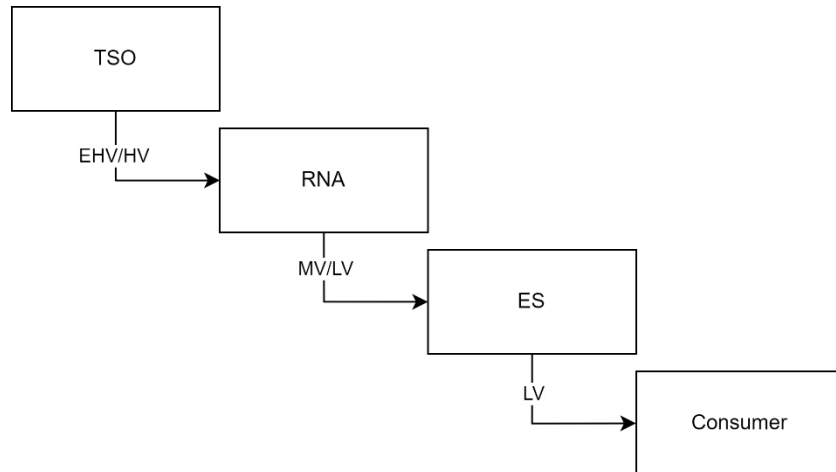 TSO
EHV/HV
RNA
MV/LV
ES
LV
Consumer